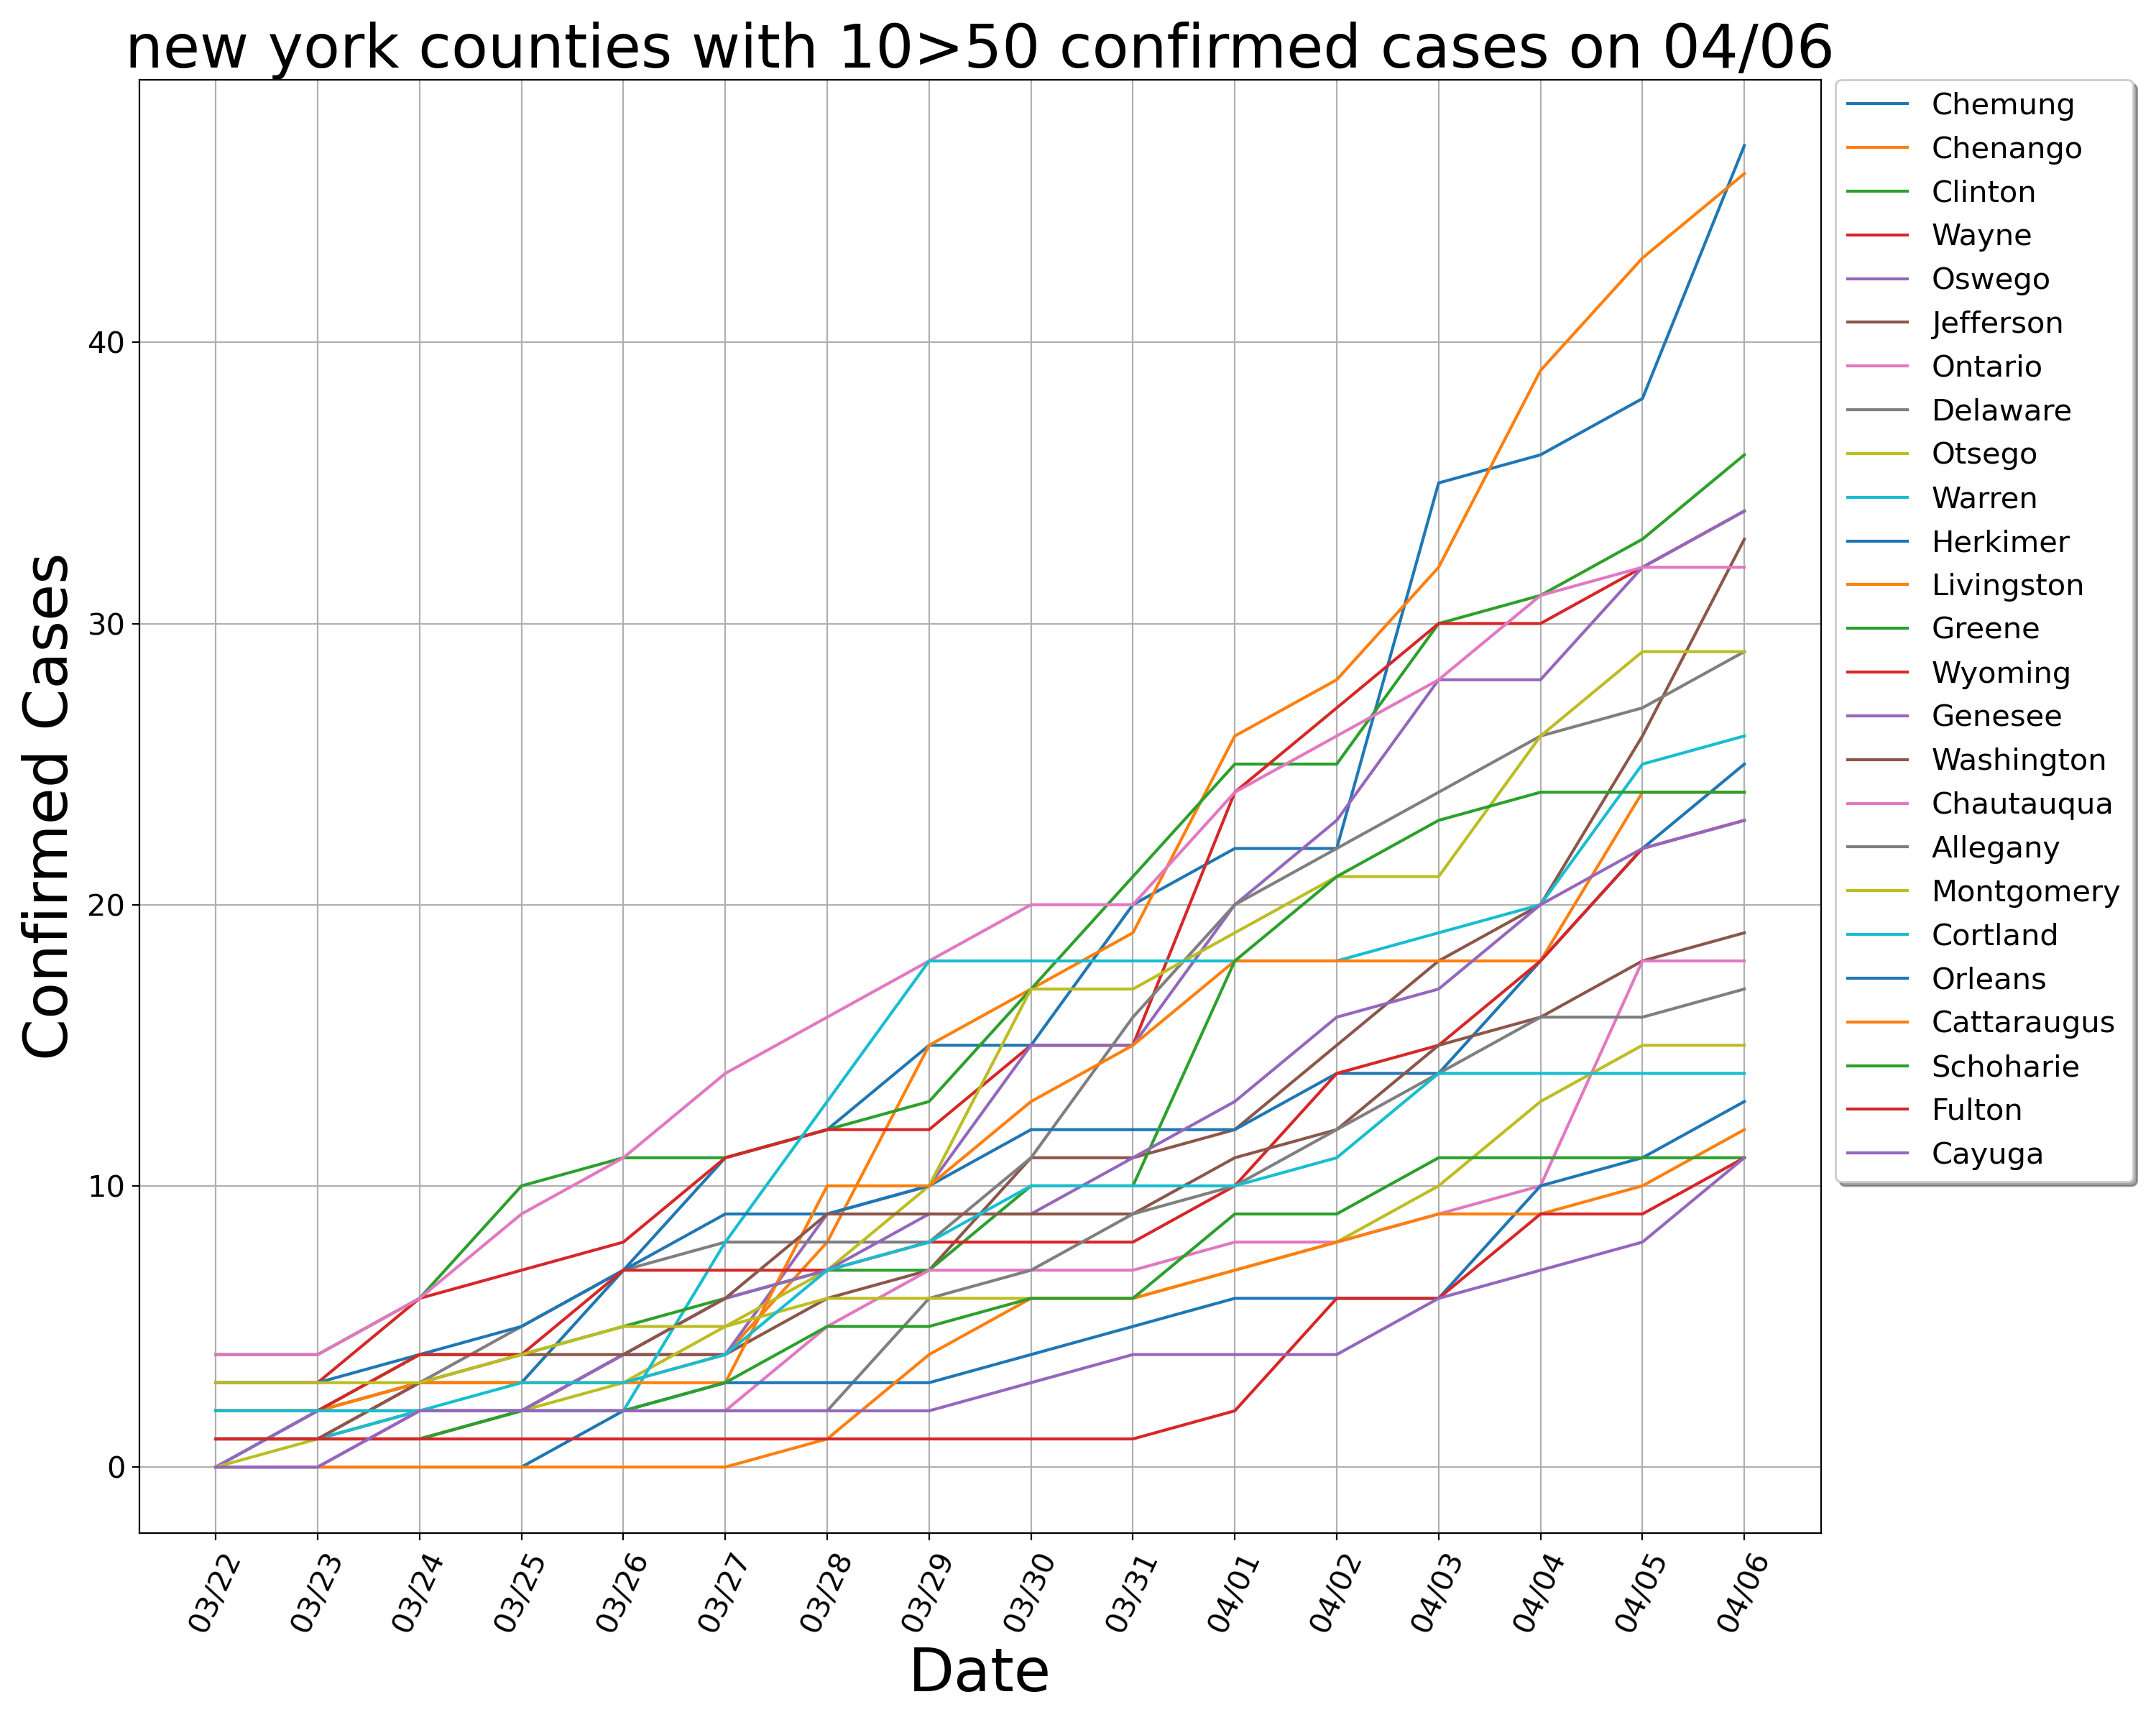 new york counties with 10>50 confirmed cases on 04/06
Confirmed Cases
40
30
20
10
0
03/22
03/23
03/24
03/25
03/26
03/27
03/28
03/29
03/30
03/31
04/01
04/02
04/03
04/04
04/05
04/06
Date
Chemung
Chenango
Clinton
Wayne
Oswego
Jefferson
Ontario
Delaware
Otsego
Warren
Herkimer
Livingston
Greene
Wyoming
Genesee
Washington
Chautauqua
Allegany
Montgomery
Cortland
Orleans
Cattaraugus
Schoharie
Fulton
Cayuga